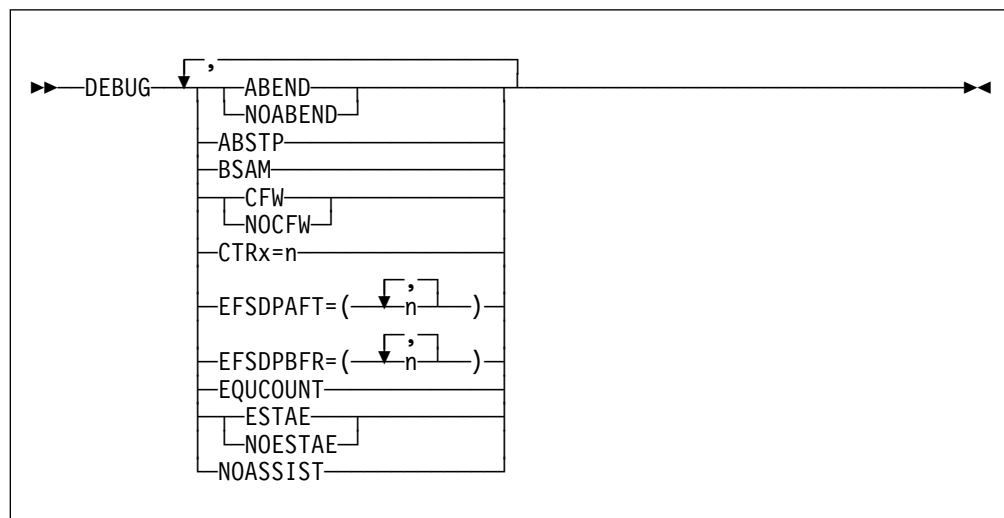 ,
DEBUG ABEND
NOABEND
ABSTP
BSAM
CFW
NOCFW
CTRx=n
,
EFSDPAFT=( n )
,
EFSDPBFR=( n )
EQUCOUNT
ESTAE
NOESTAE
NOASSIST